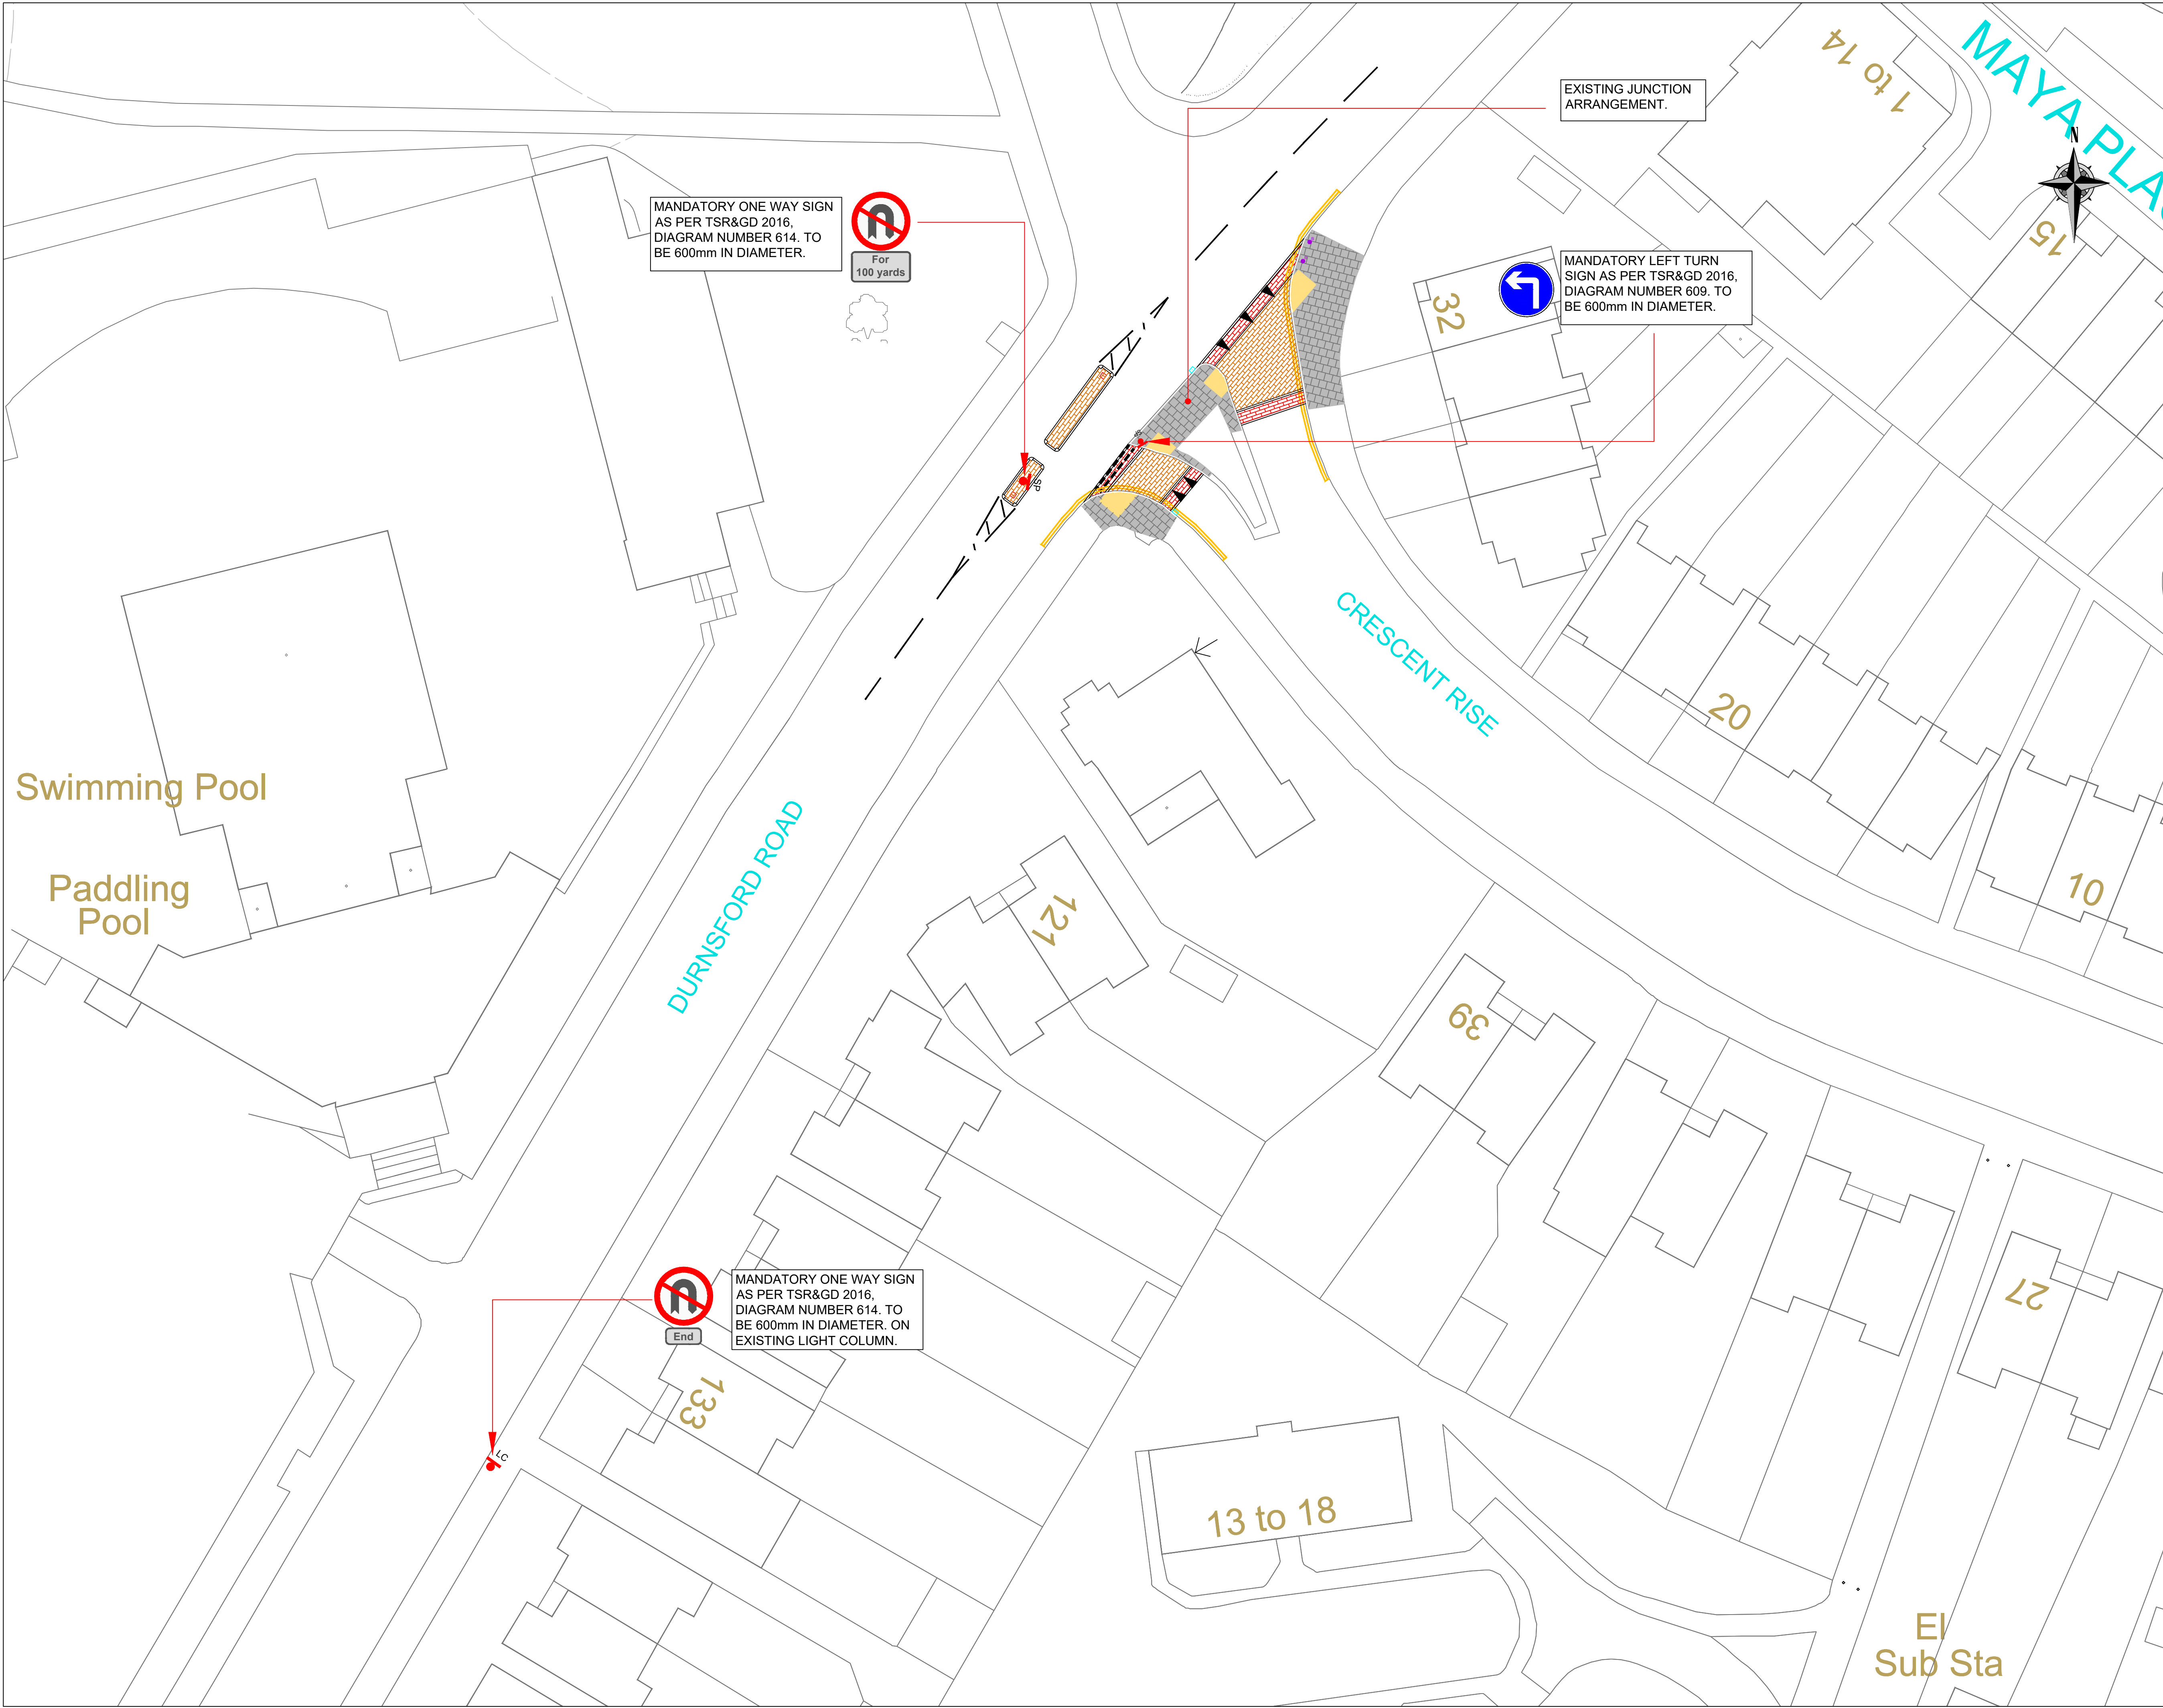 1 to 14
MAYA PLA
N
15
EXISTING JUNCTION
ARRANGEMENT.
MANDATORY ONE WAY SIGN
AS PER TSR&GD 2016,
DIAGRAM NUMBER 614. TO
BE 600mm IN DIAMETER.
For
100 yards
MANDATORY LEFT TURN
SIGN AS PER TSR&GD 2016,
DIAGRAM NUMBER 609. TO
BE 600mm IN DIAMETER.
32
SP
CRESCENT RISE
20
10
Swimming Pool
Paddling
Pool
DURNSFORD ROAD
121
39
27
MANDATORY ONE WAY SIGN
AS PER TSR&GD 2016,
DIAGRAM NUMBER 614. TO
BE 600mm IN DIAMETER. ON
EXISTING LIGHT COLUMN.
End
133
LC
13 to 18
El
Sub Sta